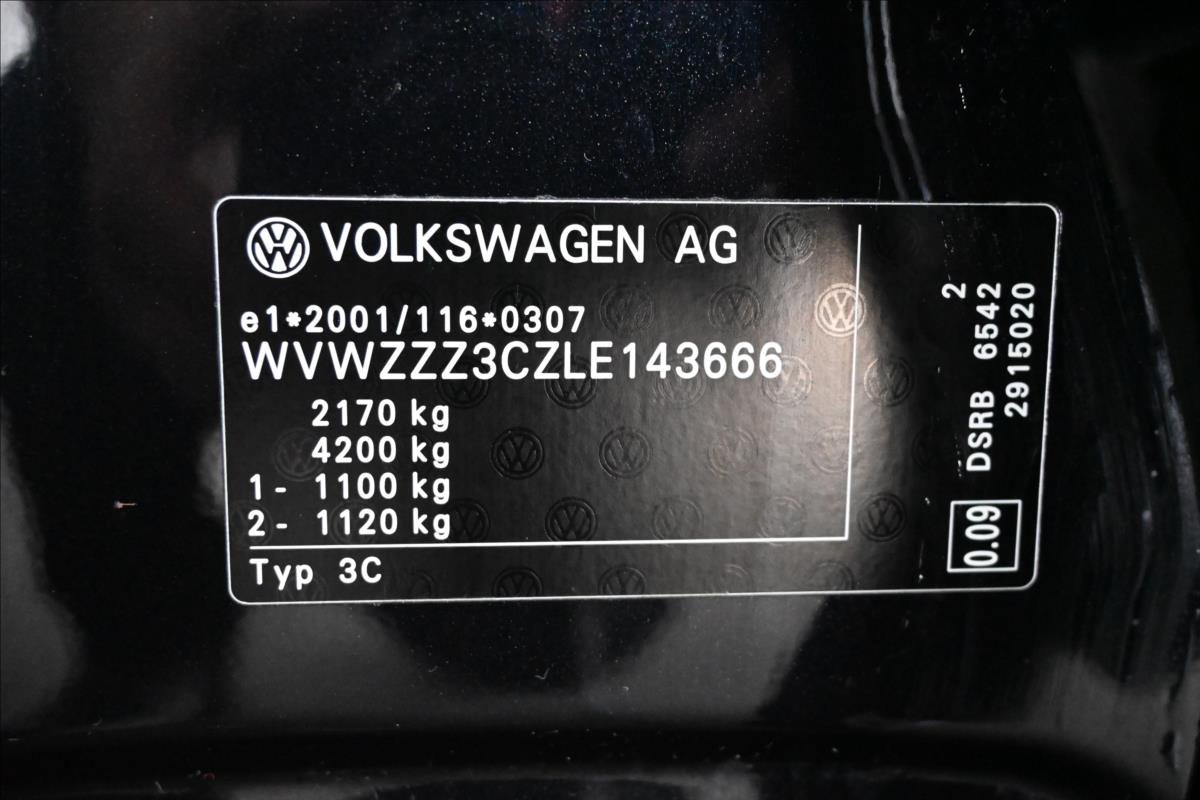 VOLKSWAGEN AG
e1*2001/116*0307
WVWZZZ3CZLE143666
2170 kg
4200 kg
1- 1100 kg
2- 1120 kg
Typ 3C
2
DSRB 6542
2915020
0.09